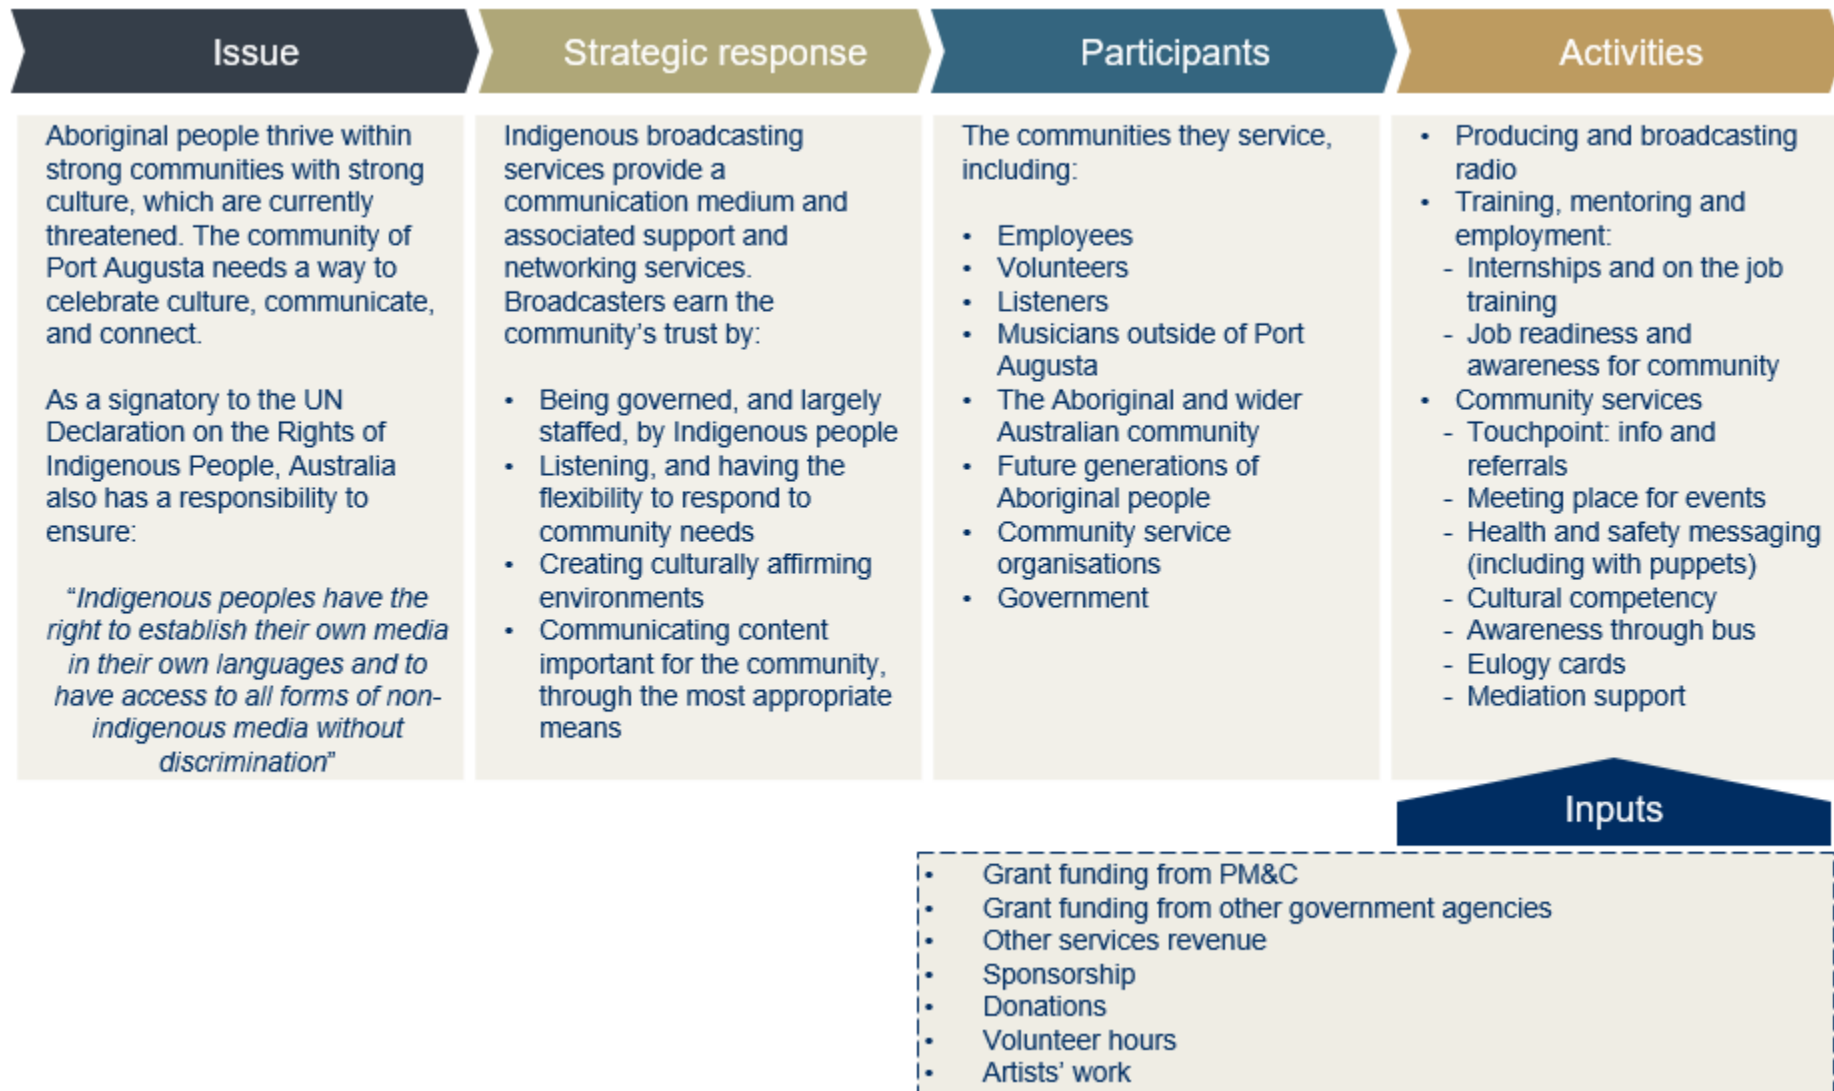 Issue
Strategic response
Participants
Activities
Aboriginal people thrive within
strong communities with strong
culture, which are currently
threatened. The community of
Port Augusta needs a way to
celebrate culture, communicate,
and connect.
As a signatory to the UN
Declaration on the Rights of
Indigenous People, Australia
also has a responsibility to
ensure:
“Indigenous peoples have the
right to establish their own media
in their own languages and to
have access to all forms of non-
indigenous media without
discrimination”
Indigenous broadcasting
services provide a
communication medium and
associated support and
networking services.
Broadcasters earn the
community’s trust by:
• Being governed, and largely
staffed, by Indigenous people
• Listening, and having the
flexibility to respond to
community needs
• Creating culturally affirming
environments
• Communicating content
important for the community,
through the most appropriate
means
The communities they service,
including:
• Employees
• Volunteers
• Listeners
• Musicians outside of Port
Augusta
• The Aboriginal and wider
Australian community
• Future generations of
Aboriginal people
• Community service
organisations
• Government
• Producing and broadcasting
radio
• Training, mentoring and
employment:
- Internships and on the job
training
- Job readiness and
awareness for community
• Community services
- Touchpoint: info and
referrals
- Meeting place for events
- Health and safety messaging
(including with puppets)
- Cultural competency
- Awareness through bus
- Eulogy cards
- Mediation support
Inputs
• Grant funding from PM&C
• Grant funding from other government agencies
• Other services revenue
• Sponsorship
• Donations
• Volunteer hours
• Artists’ work